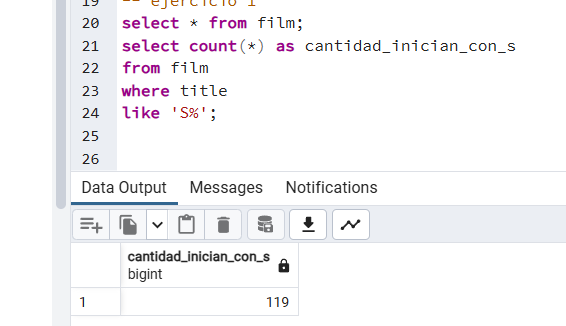 19 -- ejercicio 1
20 select * from film;
21 select count(*) as cantidad_inician_con_s
22 from film
23 where title
24 like 'S%';
25
26
Data Output Messages Notifications
cantidad_inician_con_s
bigint
1 119